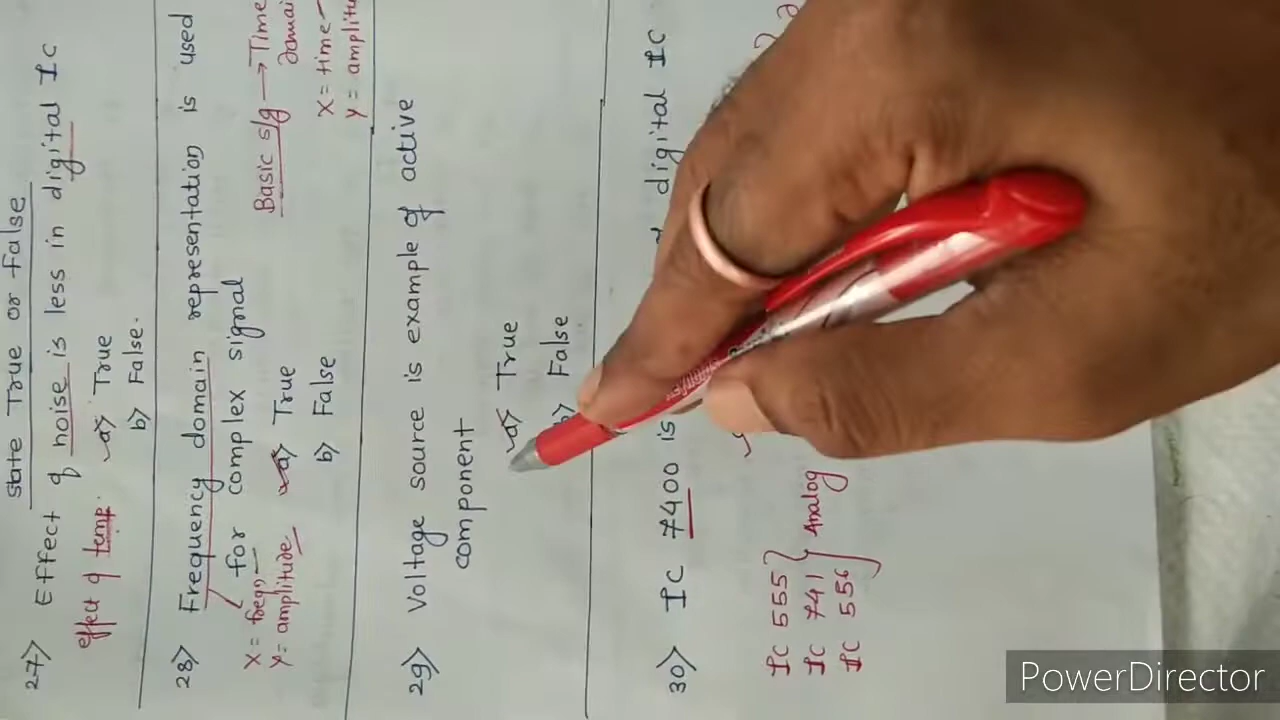 State True or False
27) Effect of noise is less in digital IC
effect of temp.
a) True
b) False.
28) Frequency domain representation is used
for complex signal
X = freq,
Y = amplitude
a) True
b) False
Basic s/g → Time
domai
X = time
Y = amplitu
29) Voltage source is example of active
component
a) True
b) False
30) IC 7400 is digital IC
IC 555
IC 741
IC 556
Analog
PowerDirector